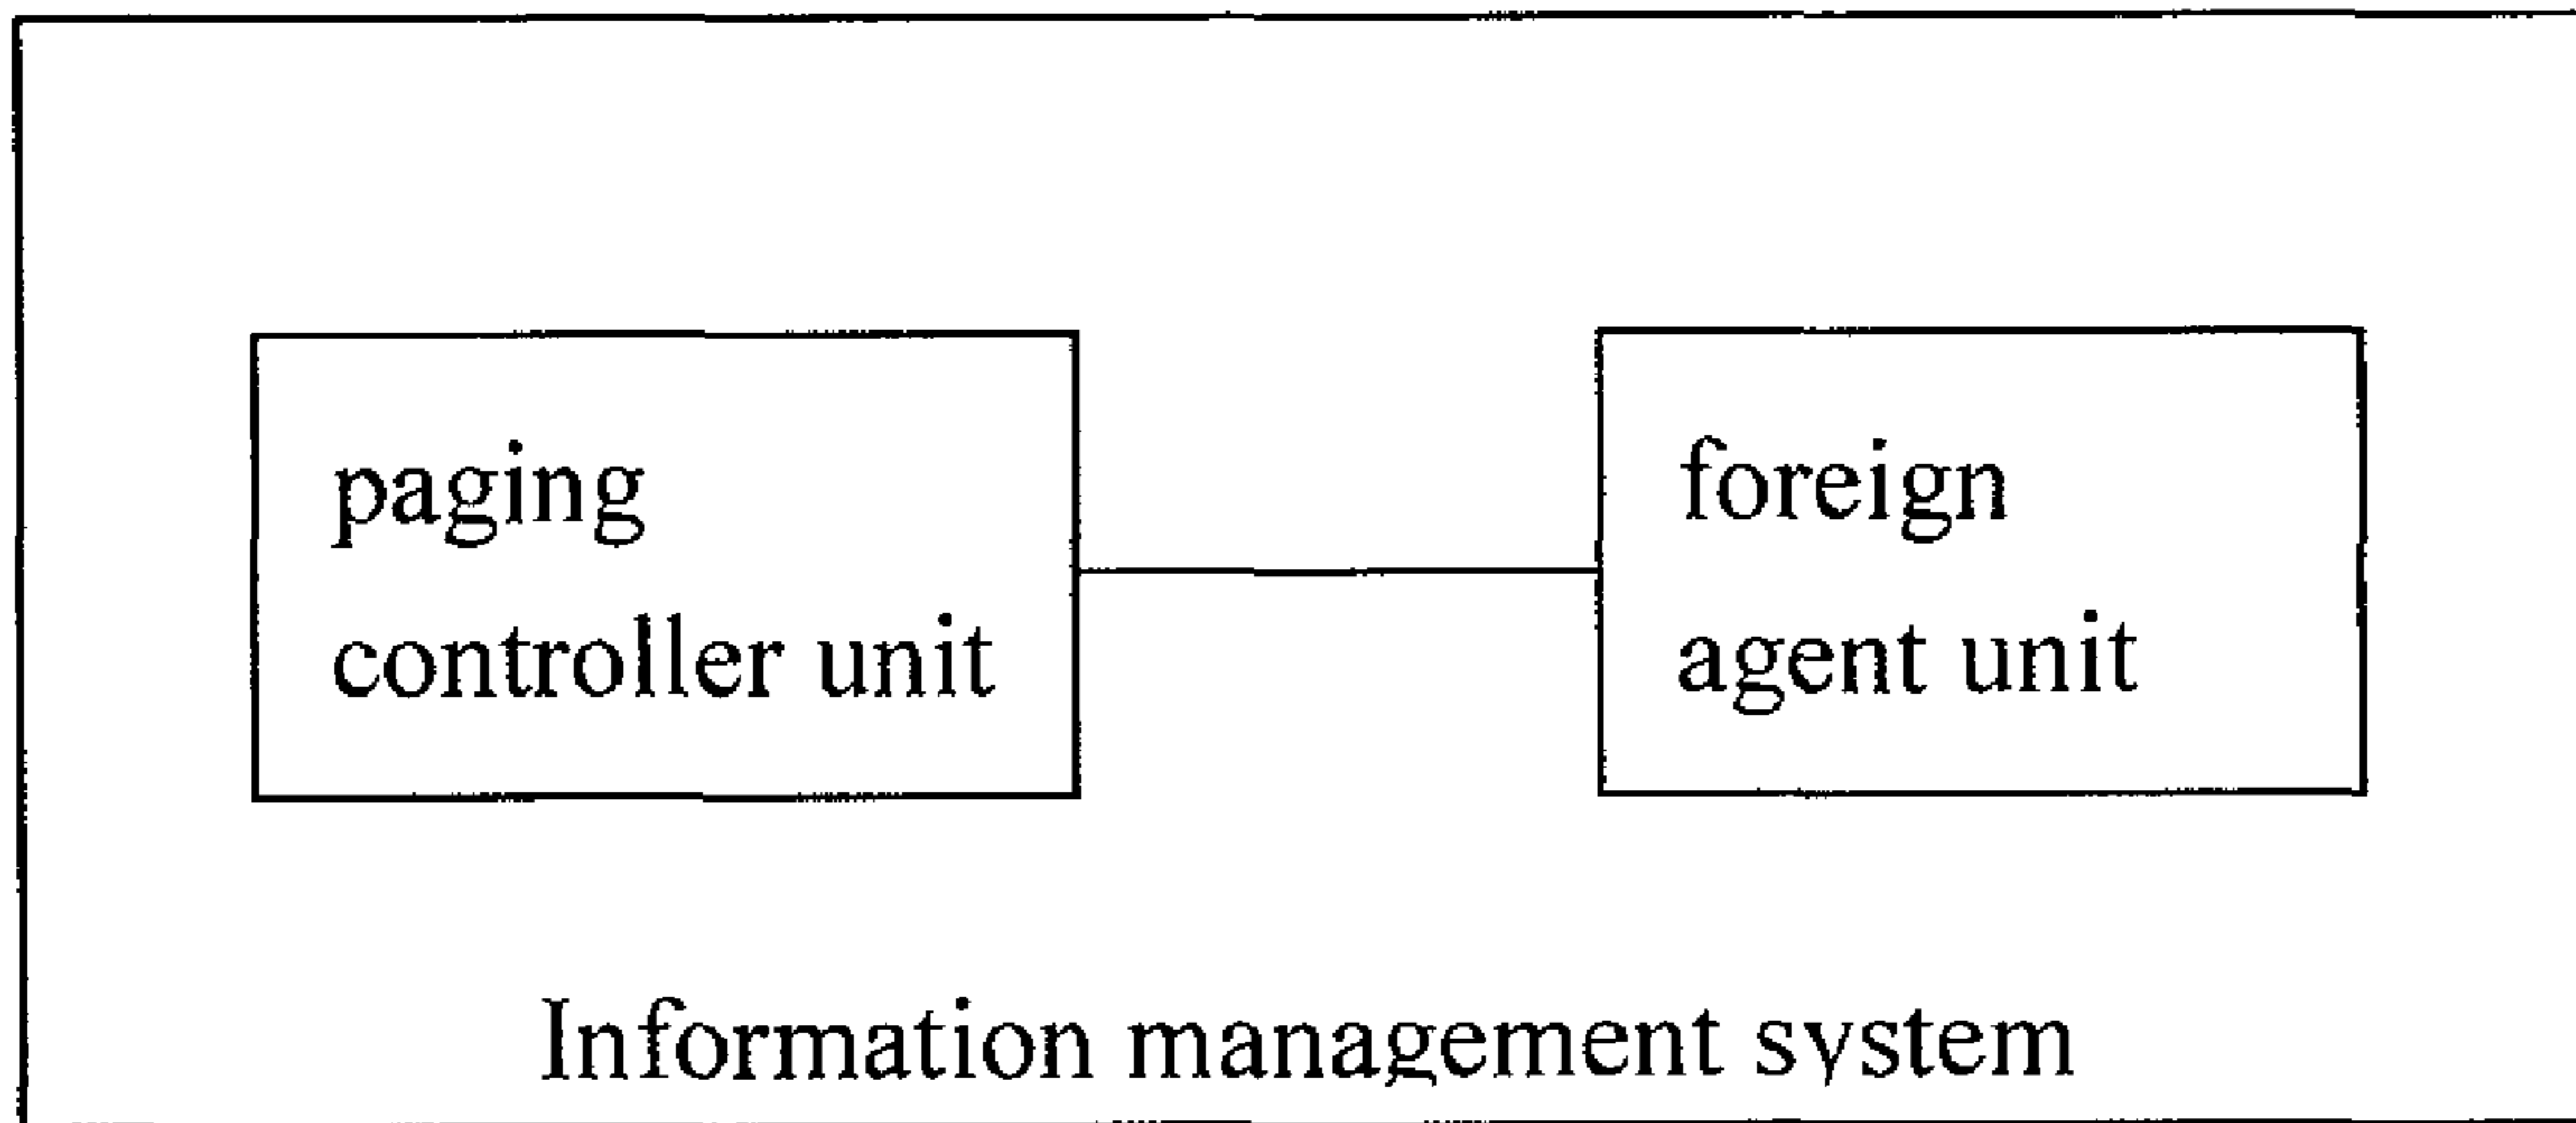 paging
controller unit
foreign
agent unit
Information management system